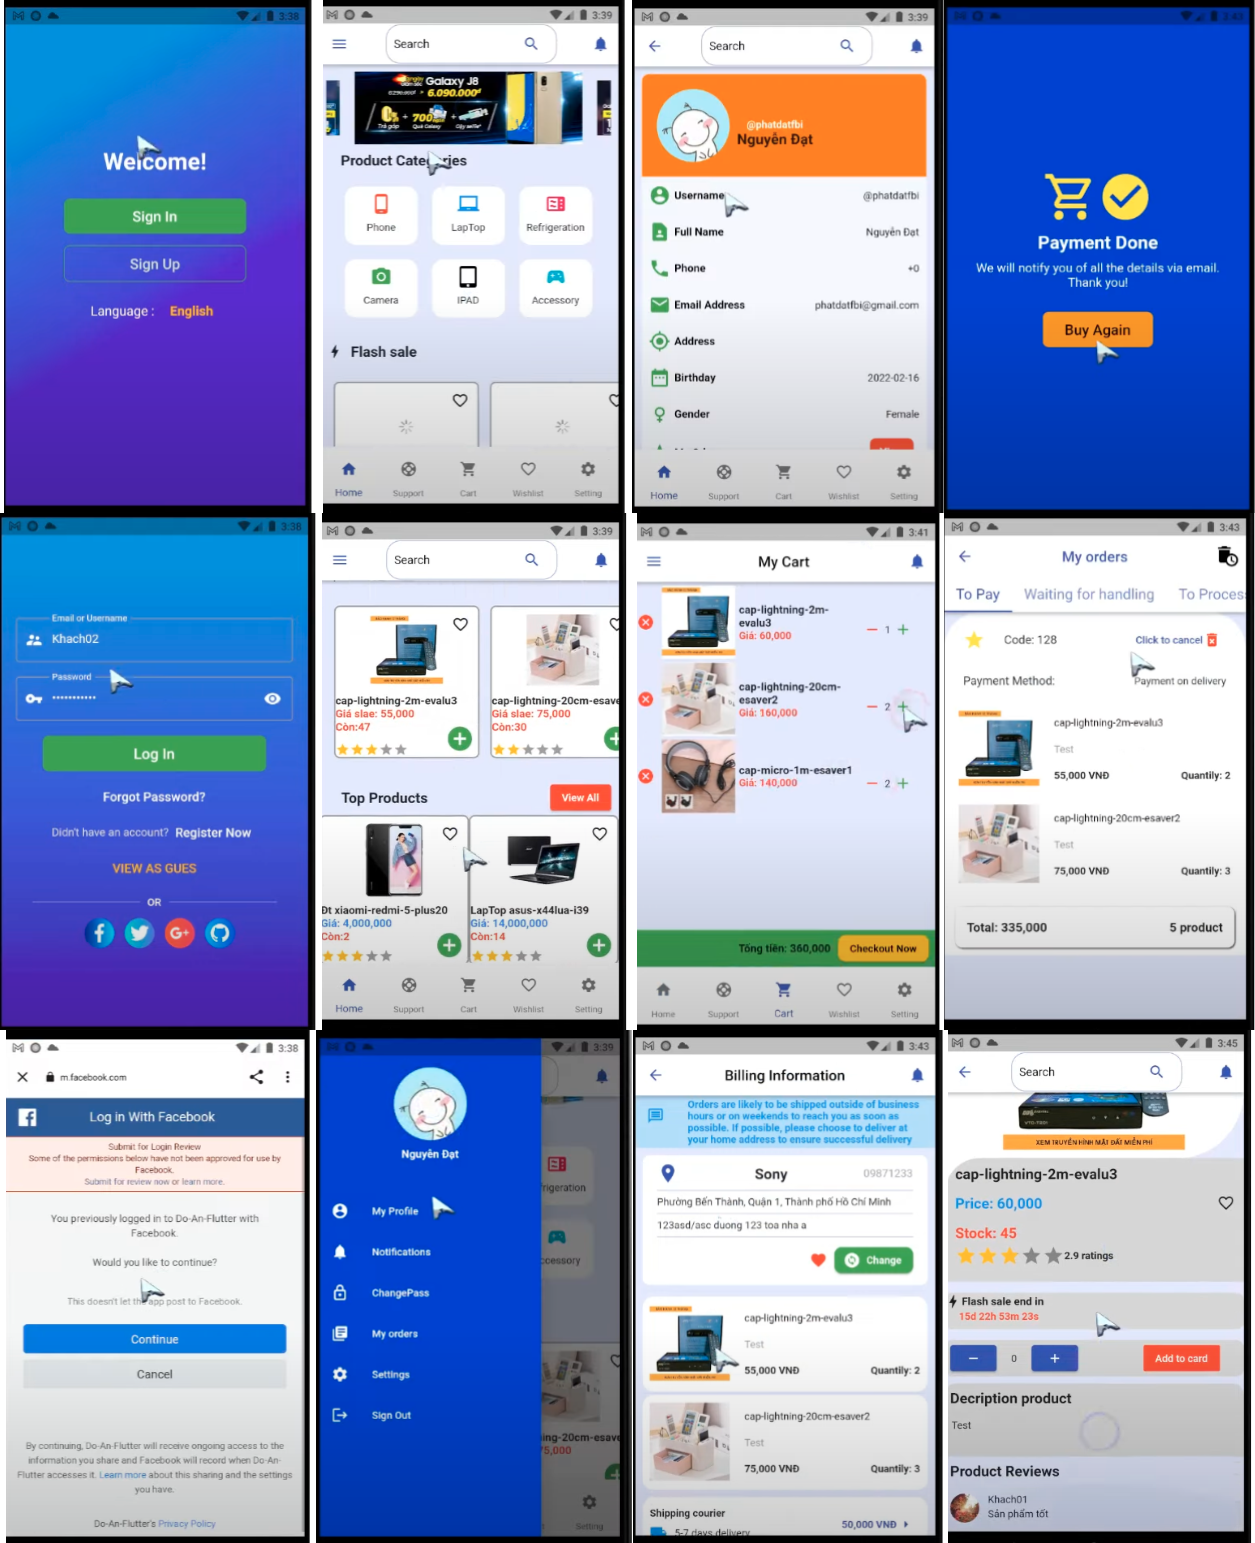 3:38
Welcome!
Sign In
Sign Up
Language : English
3:39
Search
Galaxy J8
6.290.000đ 6.090.000đ
0% + 700
Trả góp Quà Galaxy
Product Categories
Phone
LapTop
Refrigeration
Camera
IPAD
Accessory
Flash sale
Home
Support
Cart
Wishlist
Setting
3:39
Search
@phatdatfbi
Nguyên Đạt
Username @phatdatfbi
Full Name Nguyên Đạt
Phone +0
Email Address phatdatfbi@gmail.com
Address
Birthday 2022-02-16
Gender Female
Home
Support
Cart
Wishlist
Setting
Payment Done
We will notify you of all the details via email.
Thank you!
Buy Again
3:38
Email or Username
Khach02
Password
Log In
Forgot Password?
Didn't have an account? Register Now
VIEW AS GUES
OR
3:39
Search
cap-lightning-2m-evalu3
Giá slae: 55,000
Còn:47
cap-lightning-20cm-esave
Giá slae: 75,000
Còn:30
Top Products
View All
Dt xiaomi-redmi-5-plus20
Giá: 4,000,000
Còn:2
LapTop asus-x44lua-i39
Giá: 14,000,000
Còn:14
Home
Support
Cart
Wishlist
Setting
3:41
My Cart
cap-lightning-2m-
evalu3
Giá: 60,000
1
cap-lightning-20cm-
esaver2
Giá: 160,000
2
cap-micro-1m-esaver1
Giá: 140,000
2
Tổng tiền: 360,000
Checkout Now
Home
Support
Cart
Wishlist
Setting
3:43
My orders
To Pay
Waiting for handling
To Proces
Code: 128
Click to cancel
Payment Method:
Payment on delivery
cap-lightning-2m-evalu3
Test
55,000 VNĐ Quantily: 2
cap-lightning-20cm-esaver2
Test
75,000 VNĐ Quantily: 3
Total: 335,000 5 product
3:38
m.facebook.com
Log in With Facebook
Submit for Login Review
Some of the permissions below have not been approved for use by
Facebook.
Submit for review now or learn more.
You previously logged in to Do-An-Flutter with
Facebook.
Would you like to continue?
This doesn't let the app post to Facebook.
Continue
Cancel
By continuing, Do-An-Flutter will receive ongoing access to the
information you share and Facebook will record when Do-An-
Flutter accesses it. Learn more about this sharing and the settings
you have.
Do-An-Flutter's Privacy Policy
3:39
Nguyên Đạt
My Profile
Notifications
ChangePass
My orders
Settings
Sign Out
rigeration
ccessory
ing-20cm-esave
75,000
Setting
3:43
Billing Information
Orders are likely to be shipped outside of business
hours or on weekends to reach you as soon as
possible. If possible, please choose to deliver at
your home address to ensure successful delivery
Sony 09871233
Phường Bến Thành, Quận 1, Thành phố Hồ Chí Minh
123asd/asc duong 123 toa nha a
Change
cap-lightning-2m-evalu3
Test
55,000 VNĐ Quantily: 2
cap-lightning-20cm-esaver2
Test
75,000 VNĐ Quantily: 3
Shipping courier
50,000 VNĐ
5-7 days delivery
3:45
Search
XEM TRUYỀN HÌNH MẶT ĐẤT MIỄN PHÍ
cap-lightning-2m-evalu3
Price: 60,000
Stock: 45
2.9 ratings
Flash sale end in
15d 22h 53m 23s
0
Add to card
Decription product
Test
Product Reviews
Khach01
Sản phẩm tốt